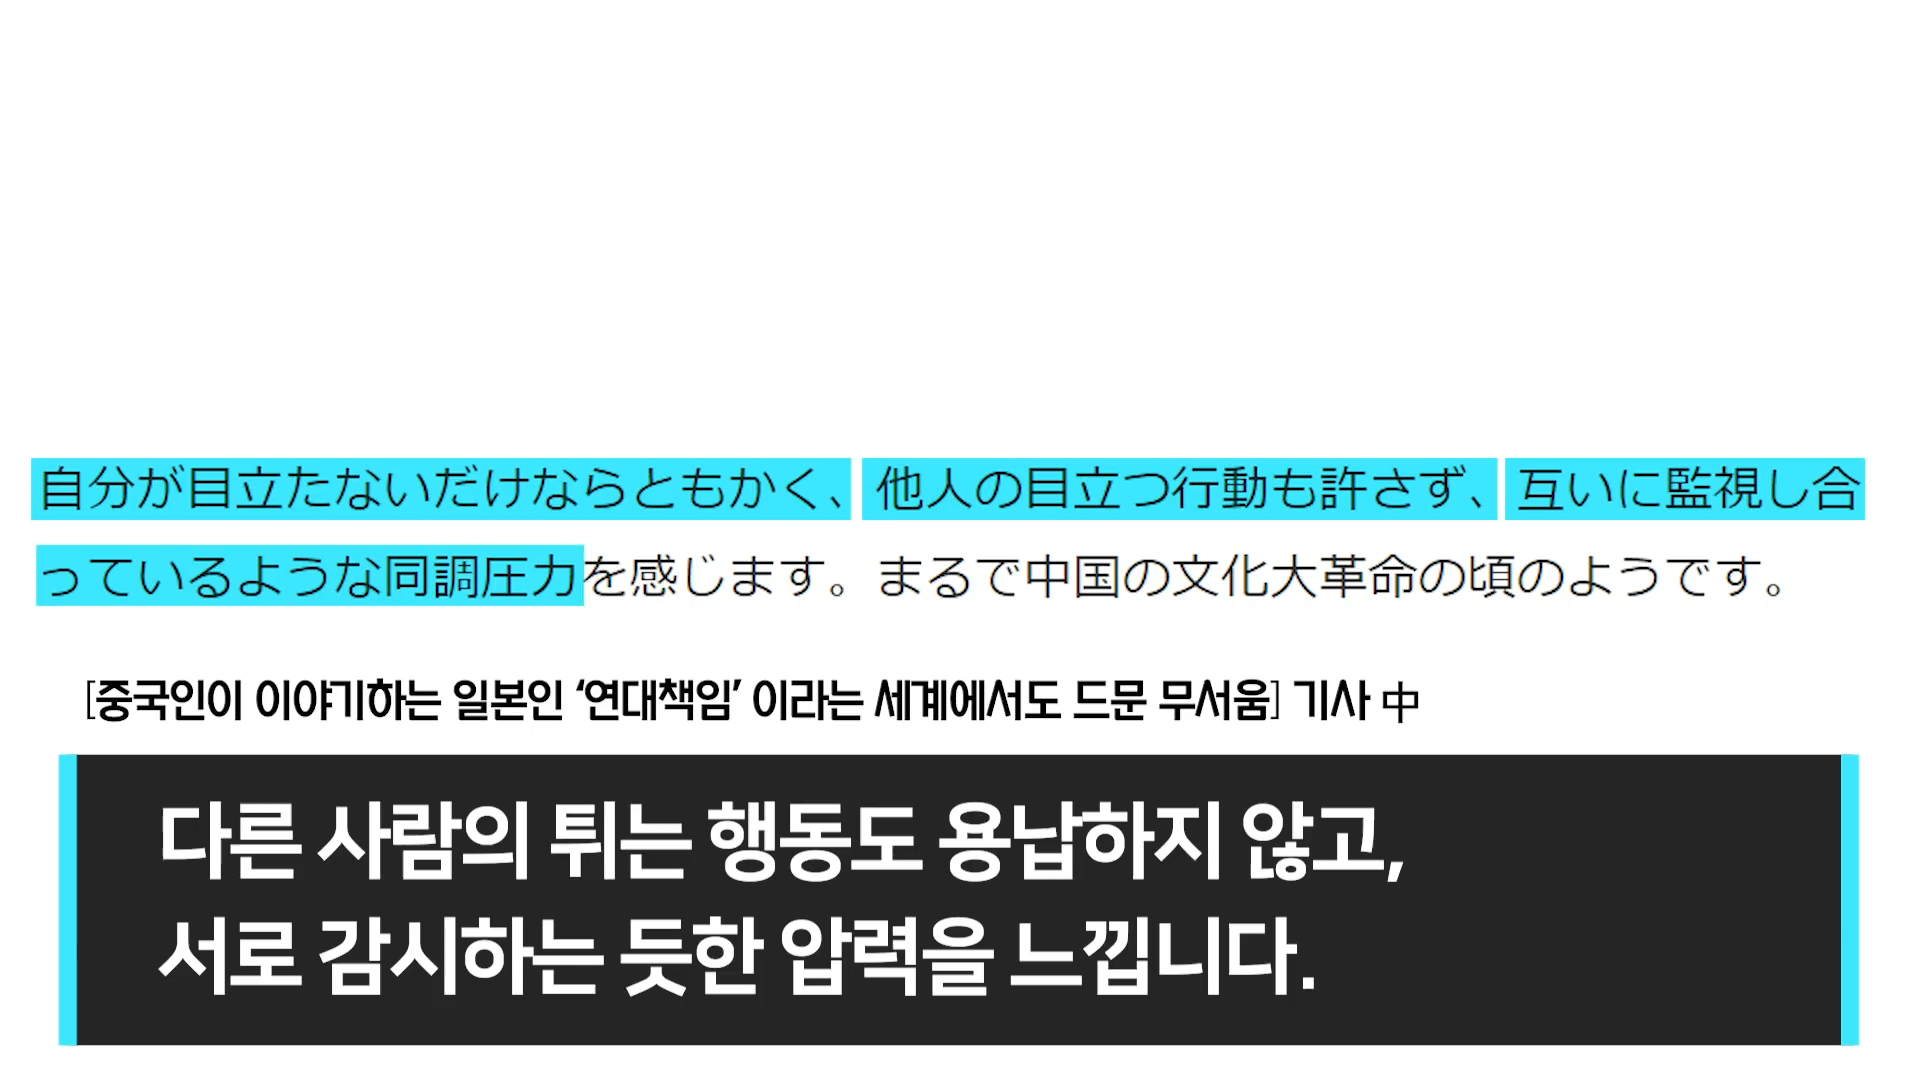 自分が目立たないだけならともかく、他人の目立つ行動も許さず、互いに監視し合
っているような同調圧力を感じます。まるで中国の文化大革命の頃のようです。
[중국인이 이야기하는 일본인 ‘연대책임’ 이라는 세계에서도 드문 무서움] 기사 中
다른 사람의 튀는 행동도 용납하지 않고,
서로 감시하는 듯한 압력을 느낍니다.